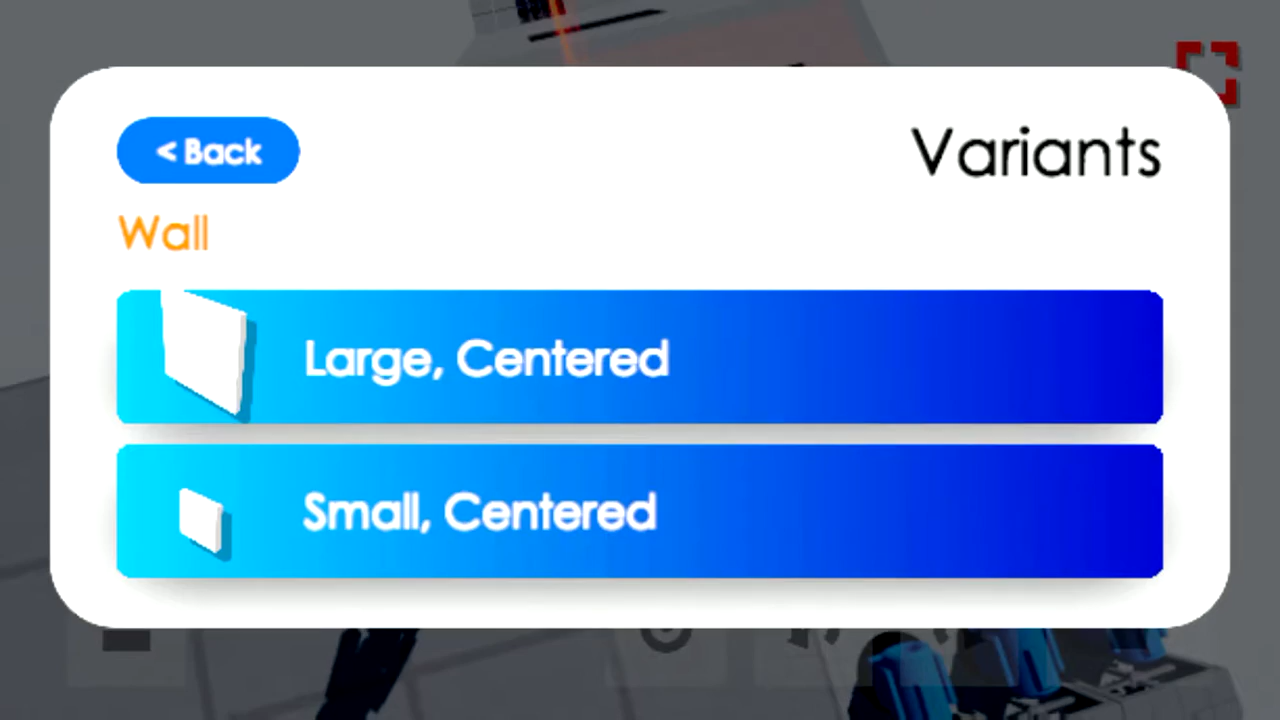 < Back
Variants
Wall
Large, Centered
Small, Centered